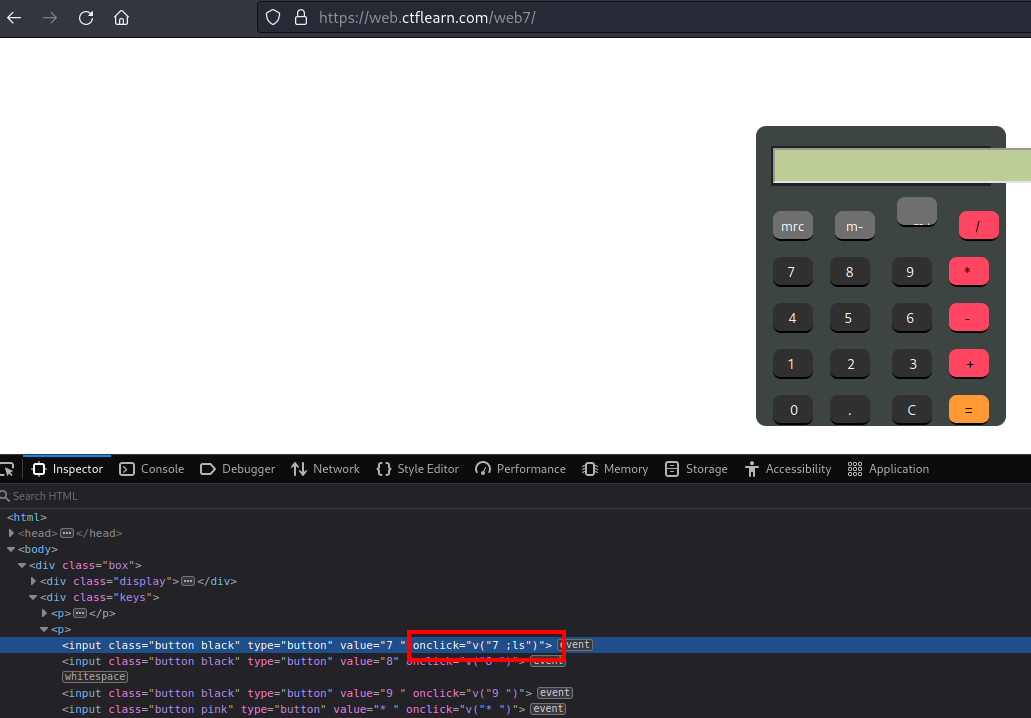 https://web.ctflearn.com/web7/
mrc m- /
7 8 9 *
4 5 6 -
1 2 3 +
0 . C =
Inspector Console Debugger Network Style Editor Performance Memory Storage Accessibility Application
Search HTML
<html>
<head> ... </head>
<body>
<div class="box">
<div class="display"> ... </div>
<div class="keys">
<p> ... </p>
<p>
<input class="button black" type="button" value="7 " onclick="v("7 ;ls")"> event
<input class="button black" type="button" value="8" onclick="v("8 ")"> event
whitespace
<input class="button black" type="button" value="9 " onclick="v("9 ")"> event
<input class="button pink" type="button" value="* " onclick="v("* ")"> event